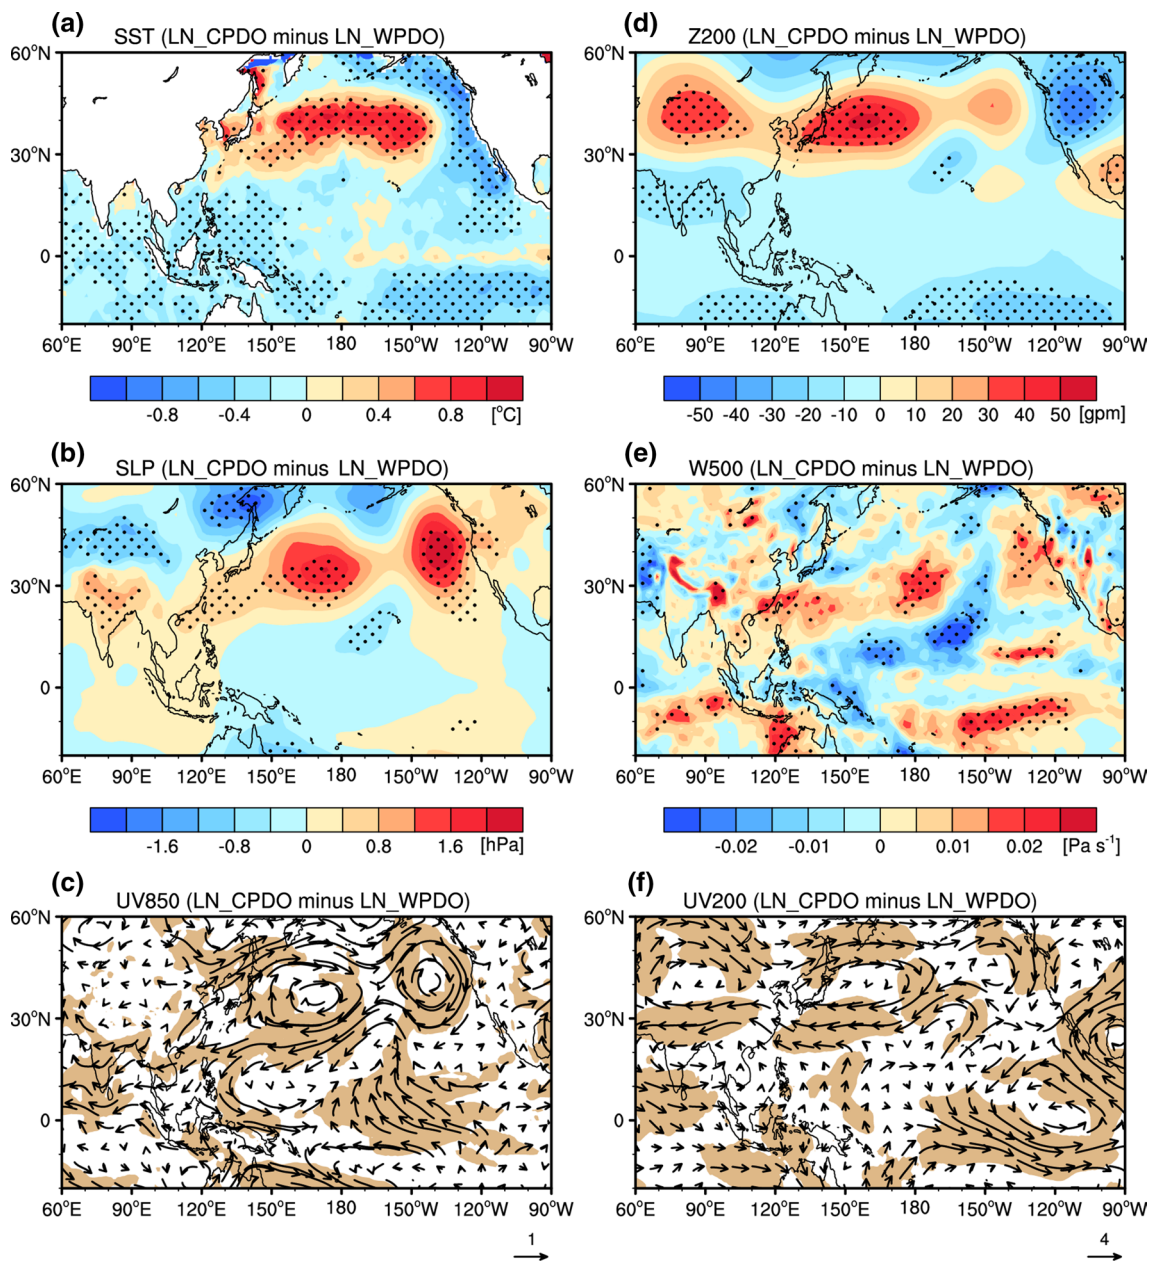 (a)
SST (LN_CPDO minus LN_WPDO)
60°N
30°N
0
60°E 90°E 120°E 150°E 180 150°W 120°W 90°W
-0.8 -0.4 0 0.4 0.8 [°C]
(d)
Z200 (LN_CPDO minus LN_WPDO)
60°N
30°N
0
60°E 90°E 120°E 150°E 180 150°W 120°W 90°W
-50 -40 -30 -20 -10 0 10 20 30 40 50 [gpm]
(b)
SLP (LN_CPDO minus LN_WPDO)
60°N
30°N
0
60°E 90°E 120°E 150°E 180 150°W 120°W 90°W
-1.6 -0.8 0 0.8 1.6 [hPa]
(e)
W500 (LN_CPDO minus LN_WPDO)
60°N
30°N
0
60°E 90°E 120°E 150°E 180 150°W 120°W 90°W
-0.02 -0.01 0 0.01 0.02 [Pa s⁻¹]
(c)
UV850 (LN_CPDO minus LN_WPDO)
60°N
30°N
0
60°E 90°E 120°E 150°E 180 150°W 120°W 90°W
1
(f)
UV200 (LN_CPDO minus LN_WPDO)
60°N
30°N
0
60°E 90°E 120°E 150°E 180 150°W 120°W 90°W
4